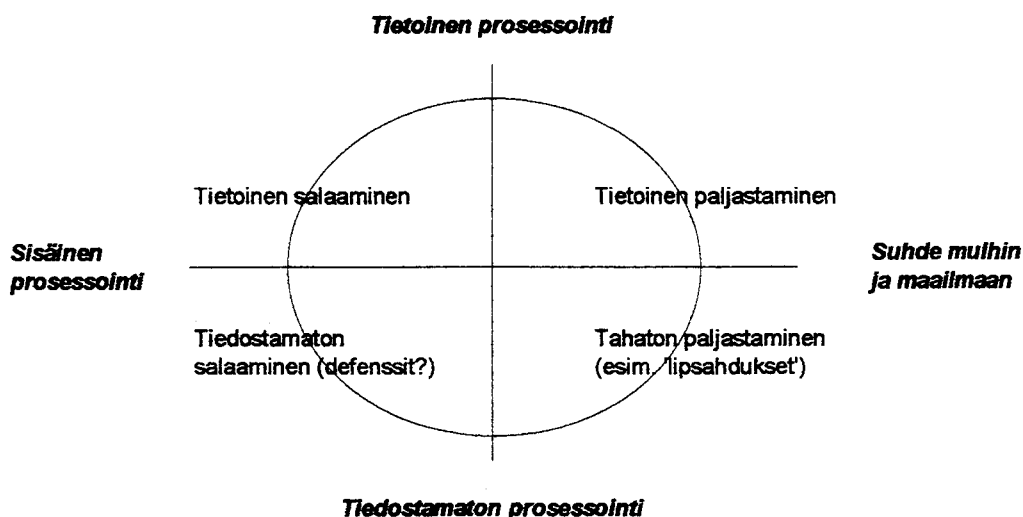 Tietoinen prosessointi
Tietoinen salaaminen
Tietoinen paljastaminen
Sisäinen
prosessointi
Suhde muihin
ja maailmaan
Tiedostamaton
salaaminen (defenssit?)
Tahaton paljastaminen
(esim. 'lipsahdukset')
Tiedostamaton prosessointi